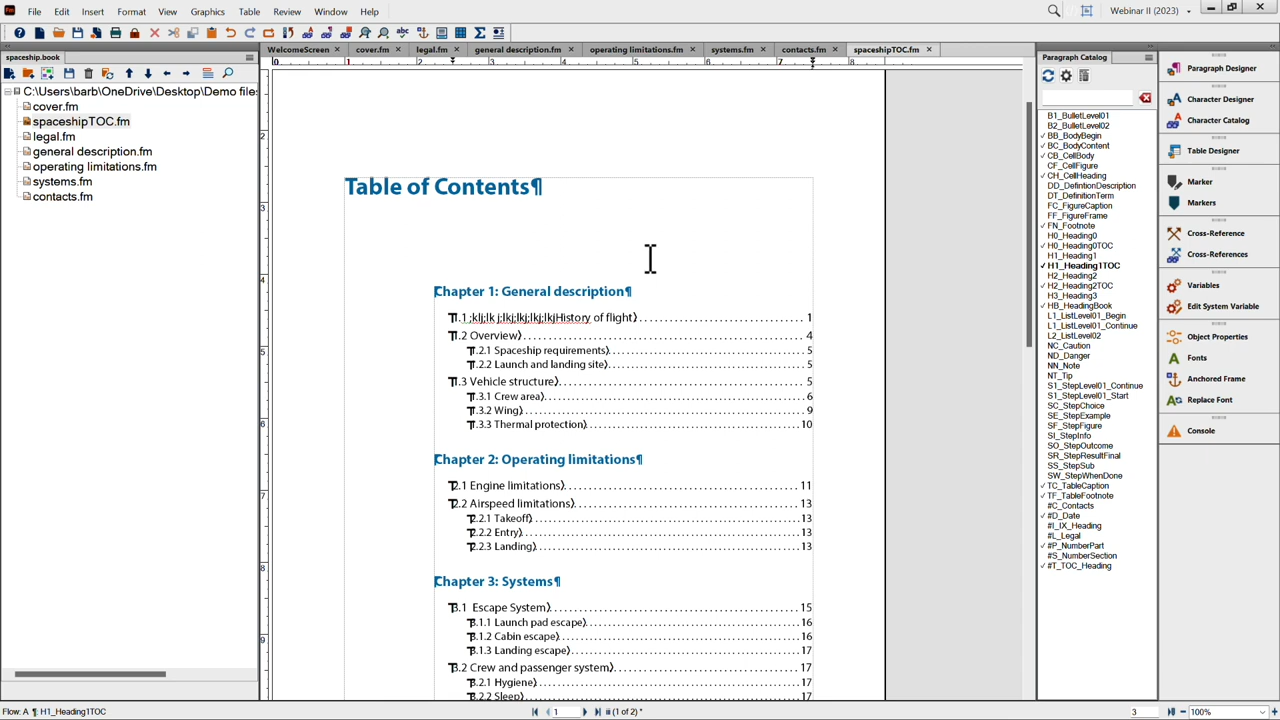 Fm File Edit Insert Format View Graphics Table Review Window Help Webinar II (2023)
WelcomeScreen cover.fm legal.fm general description.fm operating limitations.fm systems.fm contacts.fm spaceshipTOC.fm
spaceship.book
C:\Users\barb\OneDrive\Desktop\Demo file
cover.fm
spaceshipTOC.fm
legal.fm
general description.fm
operating limitations.fm
systems.fm
contacts.fm
Table of Contents¶
Chapter 1: General description¶
1.1 ;klj;lk j;lkj;lkj;lkj;lkjHistory of flight 1
1.2 Overview 4
1.2.1 Spaceship requirements 5
1.2.2 Launch and landing site 5
1.3 Vehicle structure 5
1.3.1 Crew area 6
1.3.2 Wing 9
1.3.3 Thermal protection 10
Chapter 2: Operating limitations¶
2.1 Engine limitations 11
2.2 Airspeed limitations 13
2.2.1 Takeoff 13
2.2.2 Entry 13
2.2.3 Landing 13
Chapter 3: Systems¶
3.1 Escape System 15
3.1.1 Launch pad escape 16
3.1.2 Cabin escape 16
3.1.3 Landing escape 17
3.2 Crew and passenger system 17
3.2.1 Hygiene 17
3.2.2 Sleep 17
Paragraph Catalog
B1_BulletLevel01
B2_BulletLevel02
BB_BodyBegin
BC_BodyContent
CB_CellBody
CF_CellFigure
CH_CellHeading
DD_DefintionDescription
DT_DefinitionTerm
FC_FigureCaption
FF_FigureFrame
FN_Footnote
H0_Heading0
H0_Heading0TOC
H1_Heading1
H1_Heading1TOC
H2_Heading2
H2_Heading2TOC
H3_Heading3
HB_HeadingBook
L1_ListLevel01_Begin
L1_ListLevel01_Continue
L2_ListLevel02
NC_Caution
ND_Danger
NN_Note
NT_Tip
S1_StepLevel01_Continue
S1_StepLevel01_Start
SC_StepChoice
SE_StepExample
SF_StepFigure
SI_StepInfo
SO_StepOutcome
SR_StepResultFinal
SS_StepSub
SW_StepWhenDone
TC_TableCaption
TF_TableFootnote
#C_Contacts
#D_Date
#I_IX_Heading
#L_Legal
#P_NumberPart
#S_NumberSection
#T_TOC_Heading
Paragraph Designer
Character Designer
Character Catalog
Table Designer
Marker
Markers
Cross-Reference
Cross-References
Variables
Edit System Variable
Object Properties
Fonts
Anchored Frame
Replace Font
Console
Flow: A ¶: H1_Heading1TOC 1 iii (1 of 2) * 3 100%